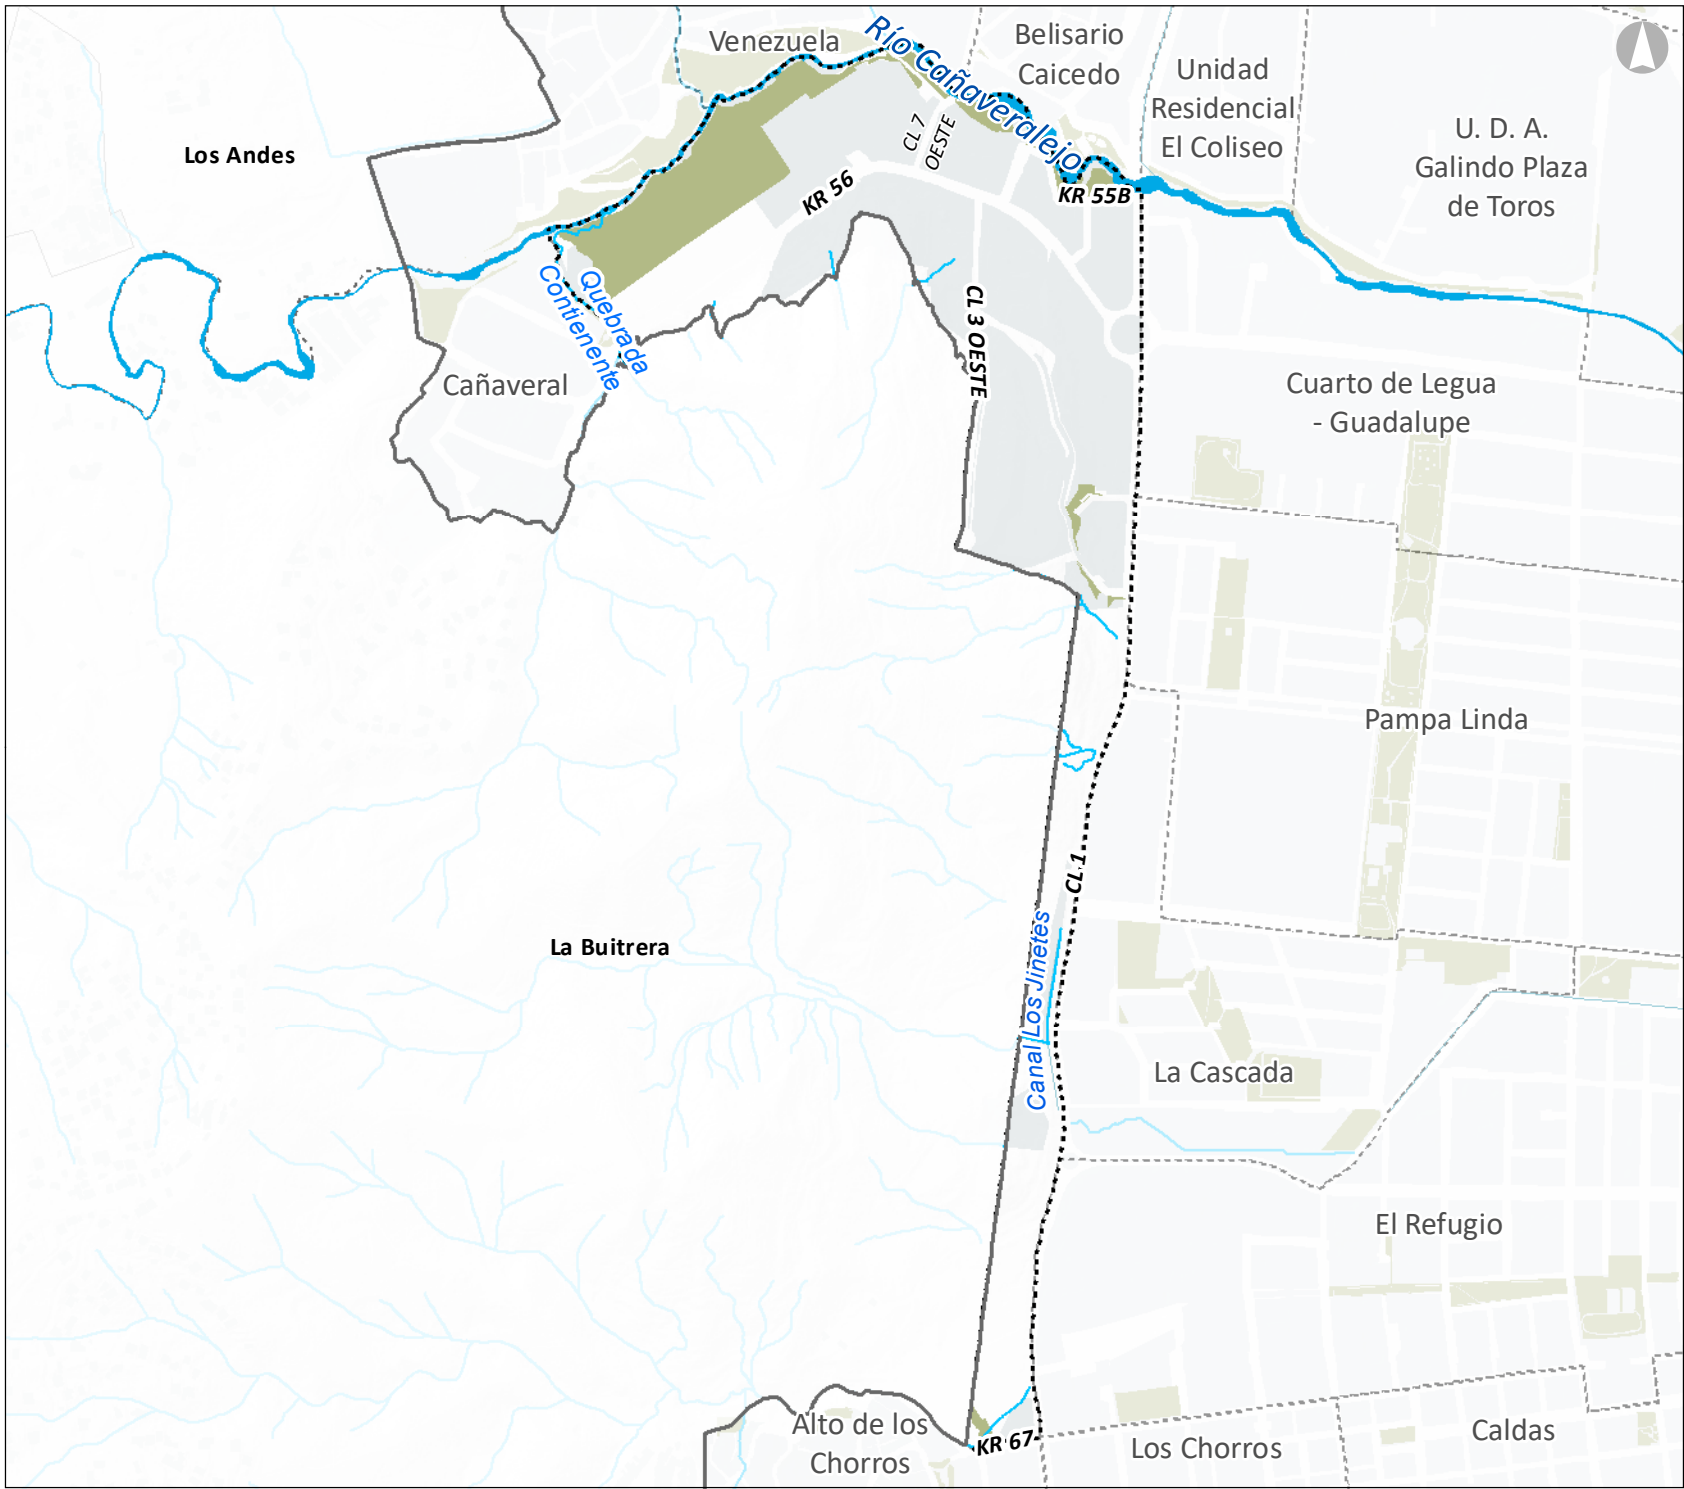 Venezuela
Río Cañaveralejo
Belisario
Caicedo
Unidad
Residencial
El Coliseo
U. D. A.
Galindo Plaza
de Toros
Los Andes
CL 7
OESTE
KR 56
KR 55B
Quebrada
Contienente
CL 3 OESTE
Cañaveral
Cuarto de Legua
- Guadalupe
Pampa Linda
CL 1
La Buitrera
Canal Los Jinetes
La Cascada
El Refugio
Alto de los
Chorros
KR 67
Los Chorros
Caldas